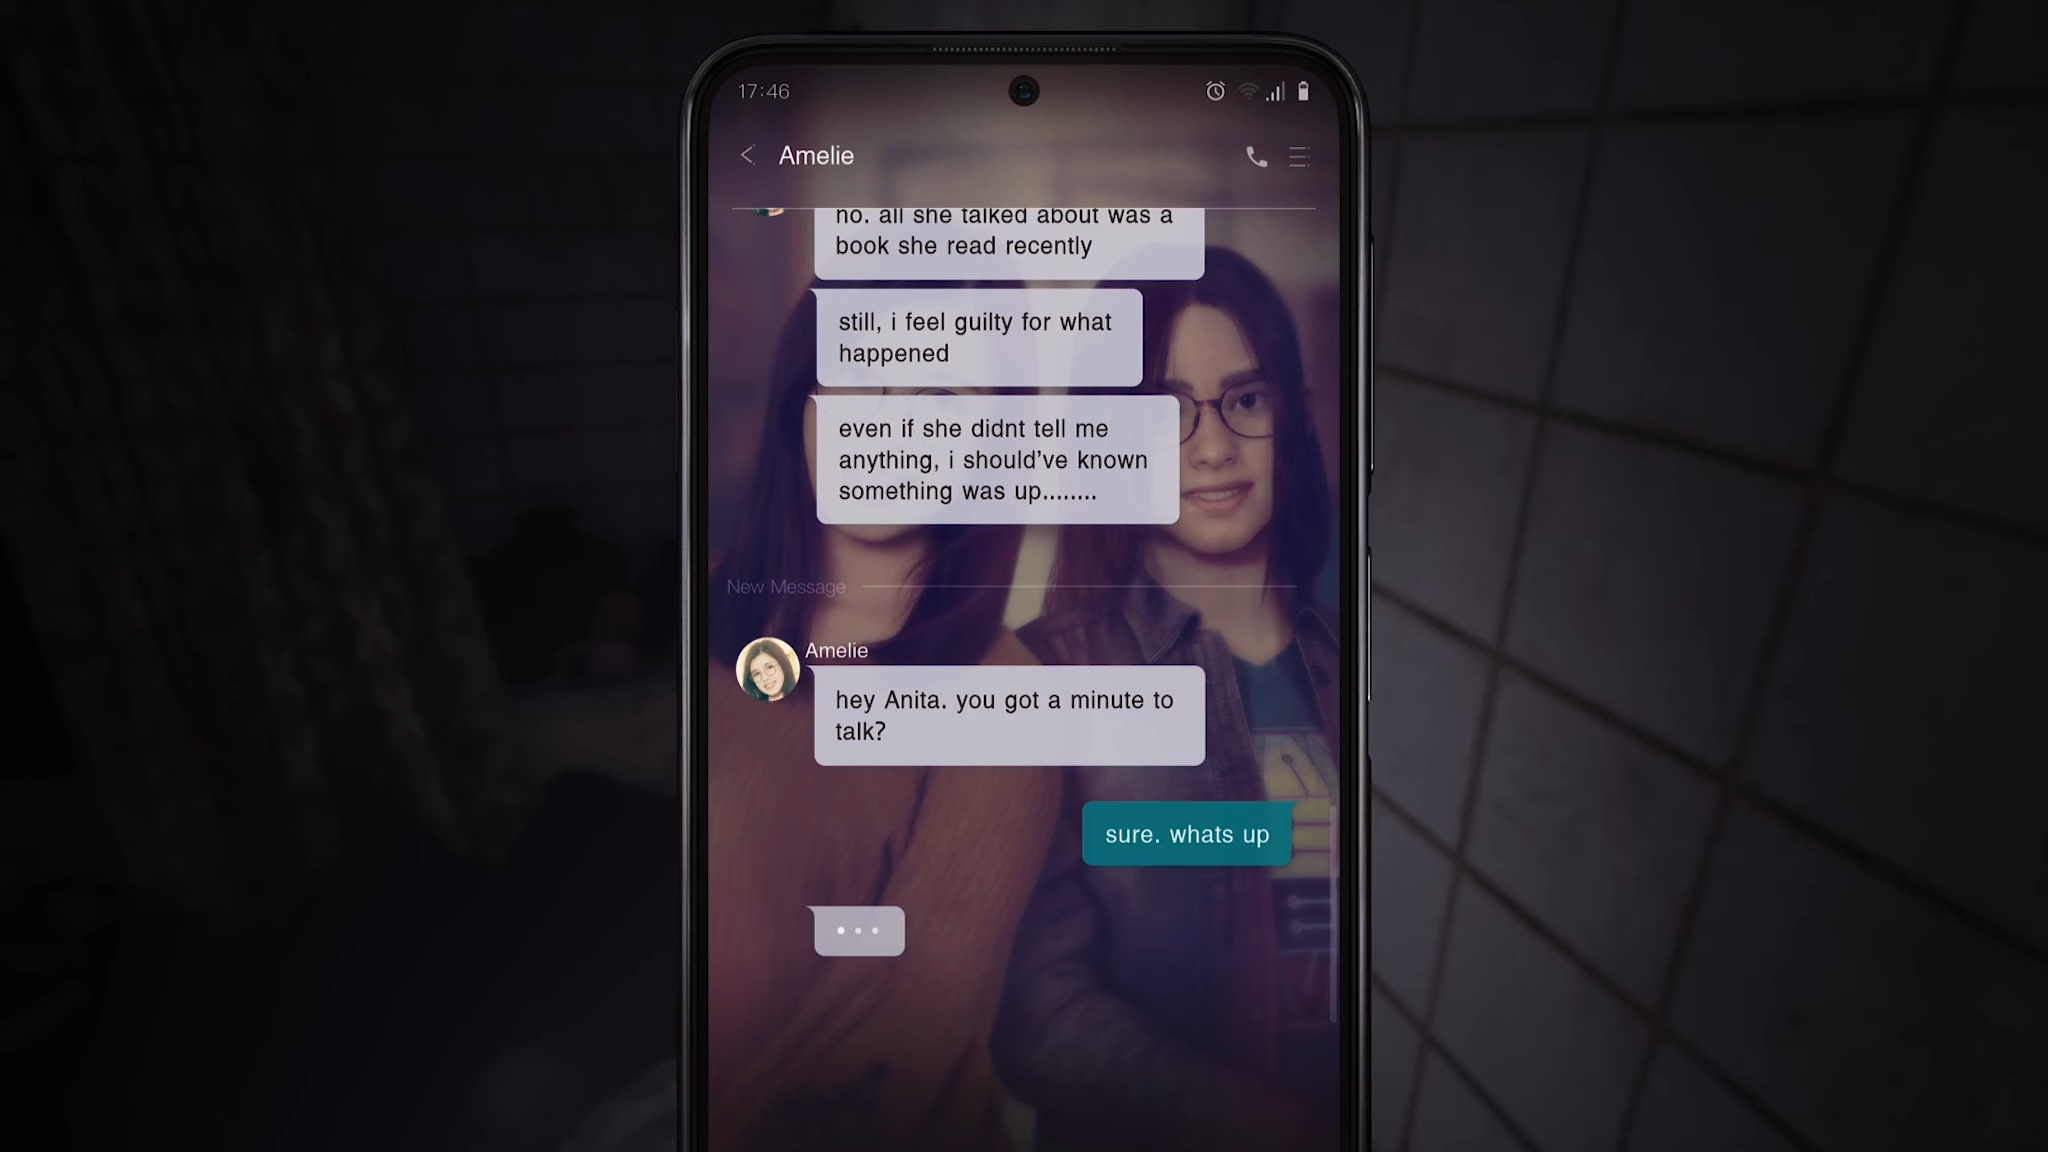 17:46
Amelie
no. all she talked about was a
book she read recently
still, i feel guilty for what
happened
even if she didnt tell me
anything, i should've known
something was up........
New Message
Amelie
hey Anita. you got a minute to
talk?
sure. whats up